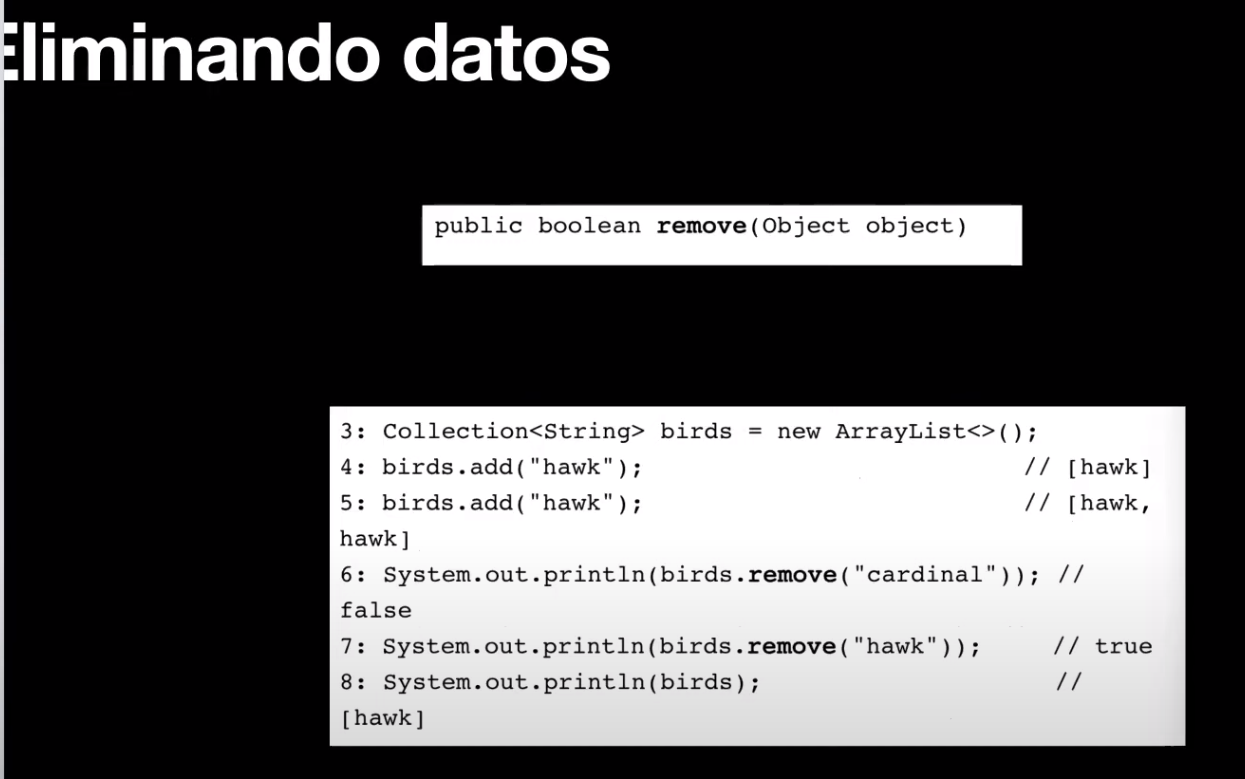 Eliminando datos
public boolean remove(Object object)
3: Collection<String> birds = new ArrayList<>();
4: birds.add("hawk"); // [hawk]
5: birds.add("hawk"); // [hawk,
hawk]
6: System.out.println(birds.remove("cardinal")); //
false
7: System.out.println(birds.remove("hawk")); // true
8: System.out.println(birds); //
[hawk]